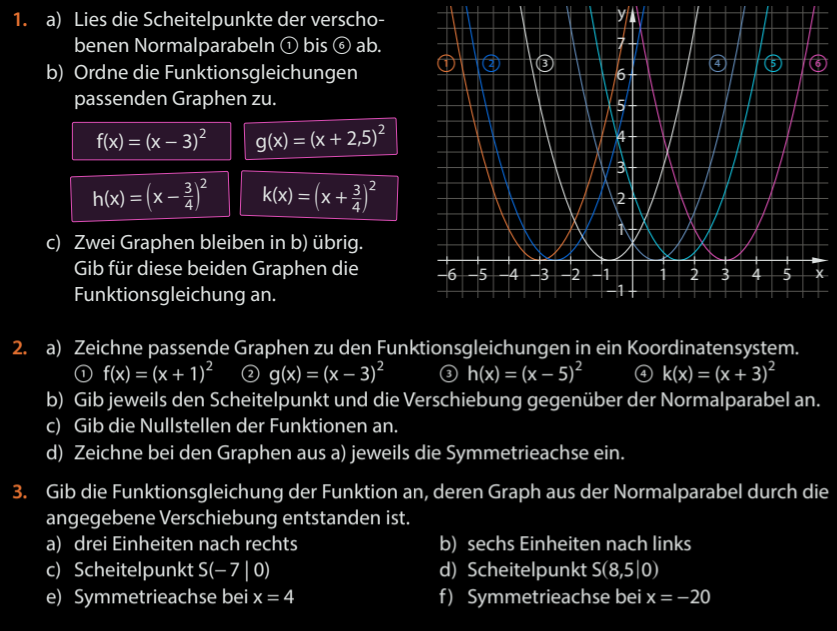 1. a) Lies die Scheitelpunkte der verscho-
benen Normalparabeln ① bis ⑥ ab.
b) Ordne die Funktionsgleichungen
passenden Graphen zu.
f(x) = (x − 3)²
g(x) = (x + 2,5)²
h(x) = (x − 3/4)²
k(x) = (x + 3/4)²
c) Zwei Graphen bleiben in b) übrig.
Gib für diese beiden Graphen die
Funktionsgleichung an.
y
7
① ② ③ ④ ⑤ ⑥
6
5
4
3
2
1
−6 −5 −4 −3 −2 −1 1 2 3 4 5 x
−1
2. a) Zeichne passende Graphen zu den Funktionsgleichungen in ein Koordinatensystem.
① f(x) = (x + 1)² ② g(x) = (x − 3)² ③ h(x) = (x − 5)² ④ k(x) = (x + 3)²
b) Gib jeweils den Scheitelpunkt und die Verschiebung gegenüber der Normalparabel an.
c) Gib die Nullstellen der Funktionen an.
d) Zeichne bei den Graphen aus a) jeweils die Symmetrieachse ein.
3. Gib die Funktionsgleichung der Funktion an, deren Graph aus der Normalparabel durch die
angegebene Verschiebung entstanden ist.
a) drei Einheiten nach rechts b) sechs Einheiten nach links
c) Scheitelpunkt S(−7 | 0) d) Scheitelpunkt S(8,5|0)
e) Symmetrieachse bei x = 4 f) Symmetrieachse bei x = −20